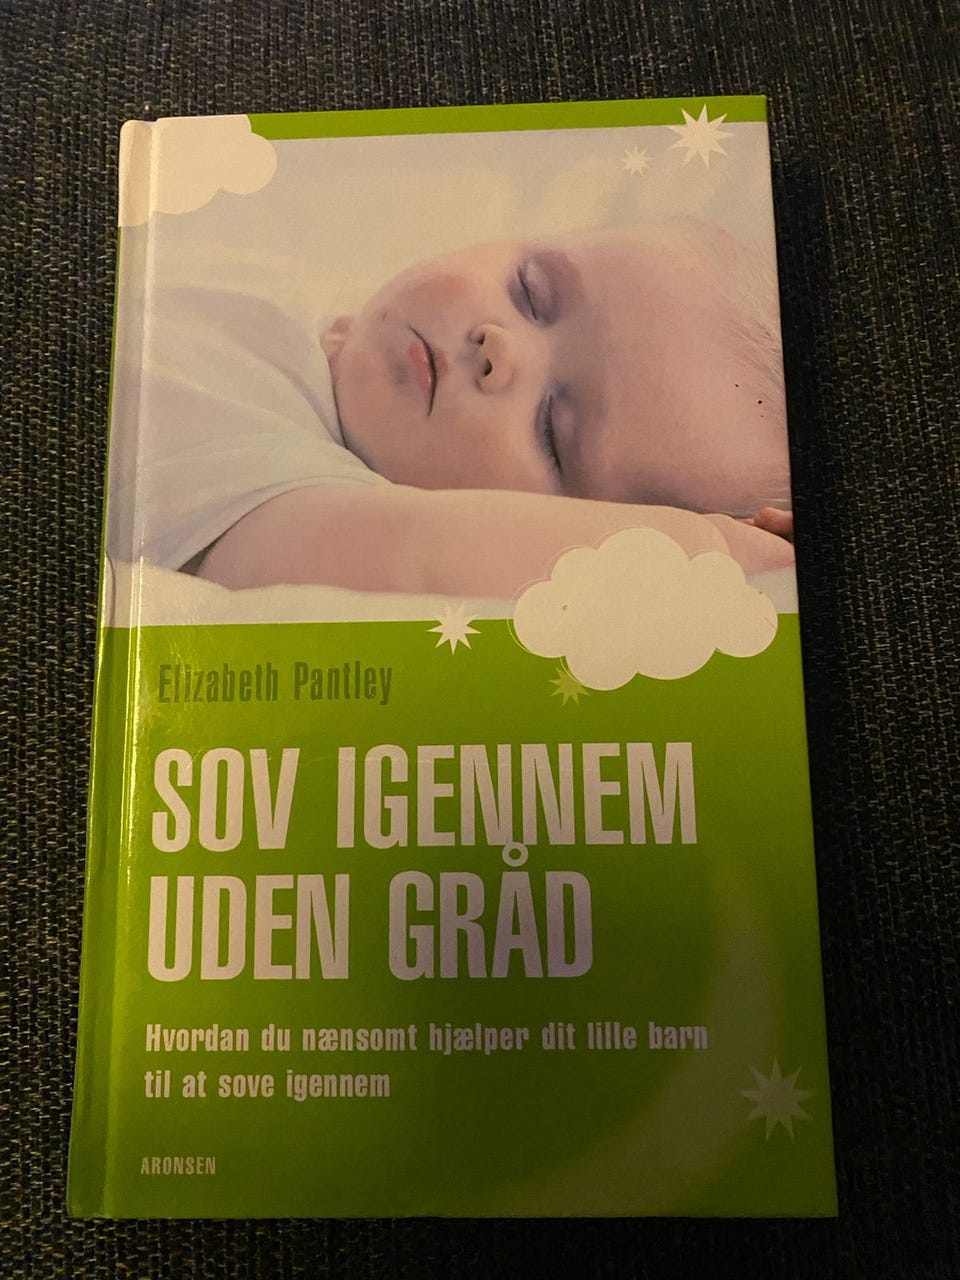 Elizabeth Pantley
SOV IGENNEM
UDEN GRÅD
Hvordan du nænsomt hjælper dit lille barn
til at sove igennem
ARONSEN